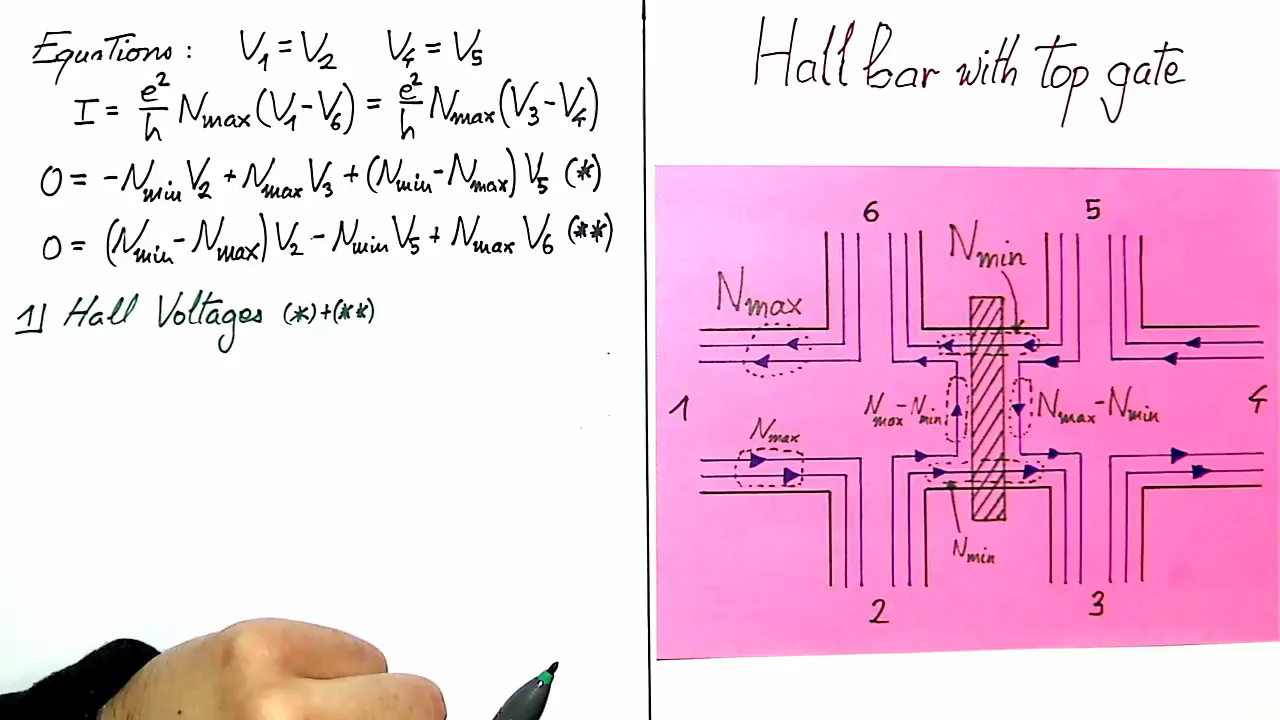 Equations: V₁ = V₂ V₄ = V₅
I = e²/h Nmax (V₁ - V₆) = e²/h Nmax (V₃ - V₄)
0 = -Nmin V₂ + Nmax V₃ + (Nmin - Nmax) V₅ (*)
0 = (Nmin - Nmax) V₂ - Nmin V₅ + Nmax V₆ (**)
1) Hall Voltages (*)+(**)
Hall bar with top gate
6 5
Nmin
Nmax
1 Nmax-Nmin Nmax-Nmin 4
Nmax
Nmin
2 3